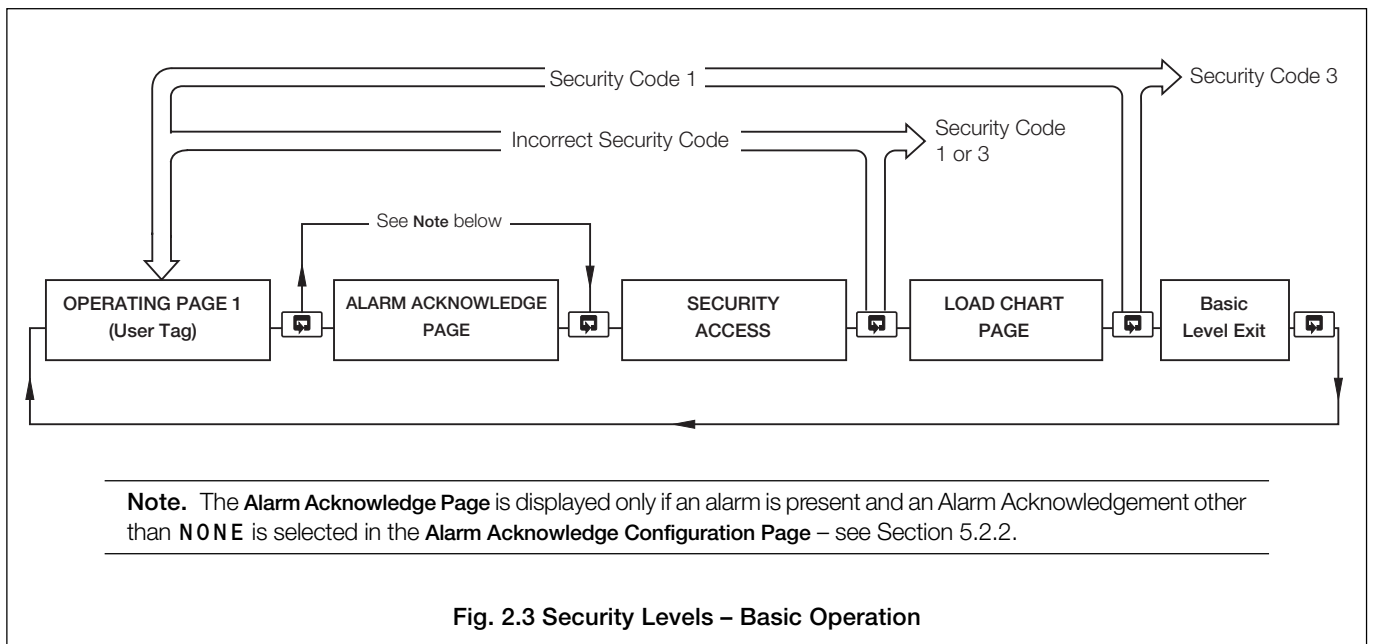 Security Code 1
Security Code 3
Incorrect Security Code
Security Code
1 or 3
See Note below
OPERATING PAGE 1
(User Tag)
ALARM ACKNOWLEDGE
PAGE
SECURITY
ACCESS
LOAD CHART
PAGE
Basic
Level Exit
Note. The Alarm Acknowledge Page is displayed only if an alarm is present and an Alarm Acknowledgement other
than NONE is selected in the Alarm Acknowledge Configuration Page – see Section 5.2.2.
Fig. 2.3 Security Levels – Basic Operation